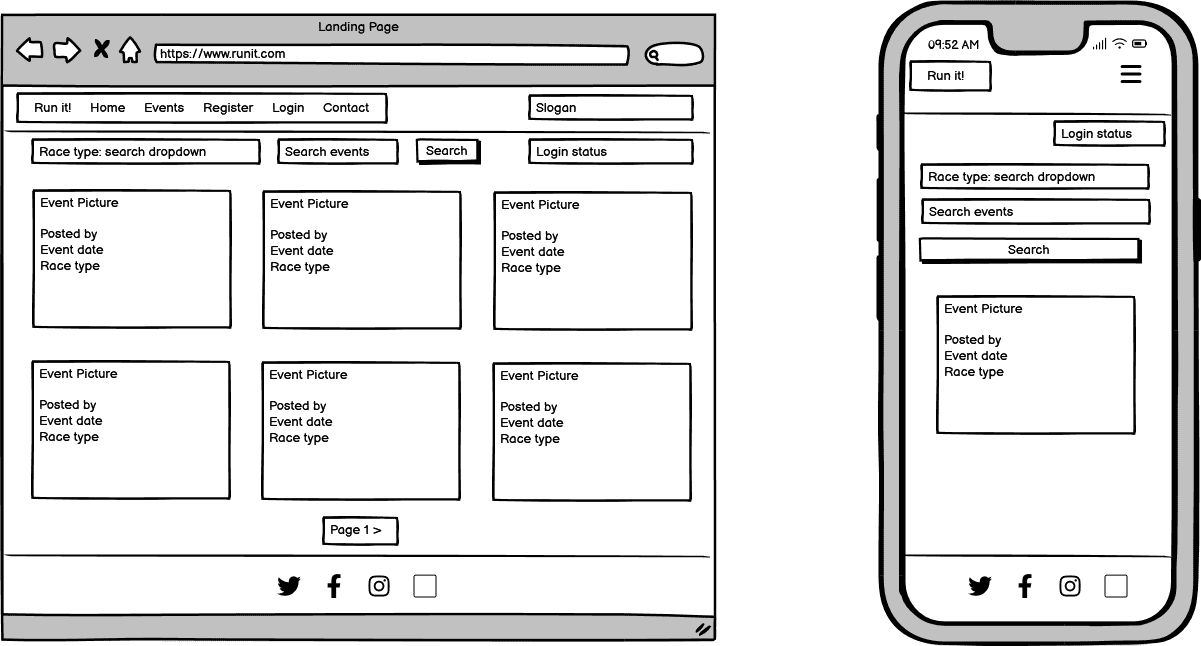 Landing Page
https://www.runit.com
Run it! Home Events Register Login Contact
Slogan
Race type: search dropdown
Search events
Search
Login status
Event Picture
Posted by
Event date
Race type
Event Picture
Posted by
Event date
Race type
Event Picture
Posted by
Event date
Race type
Event Picture
Posted by
Event date
Race type
Event Picture
Posted by
Event date
Race type
Event Picture
Posted by
Event date
Race type
Page 1 >
09:52 AM
Run it!
Login status
Race type: search dropdown
Search events
Search
Event Picture
Posted by
Event date
Race type